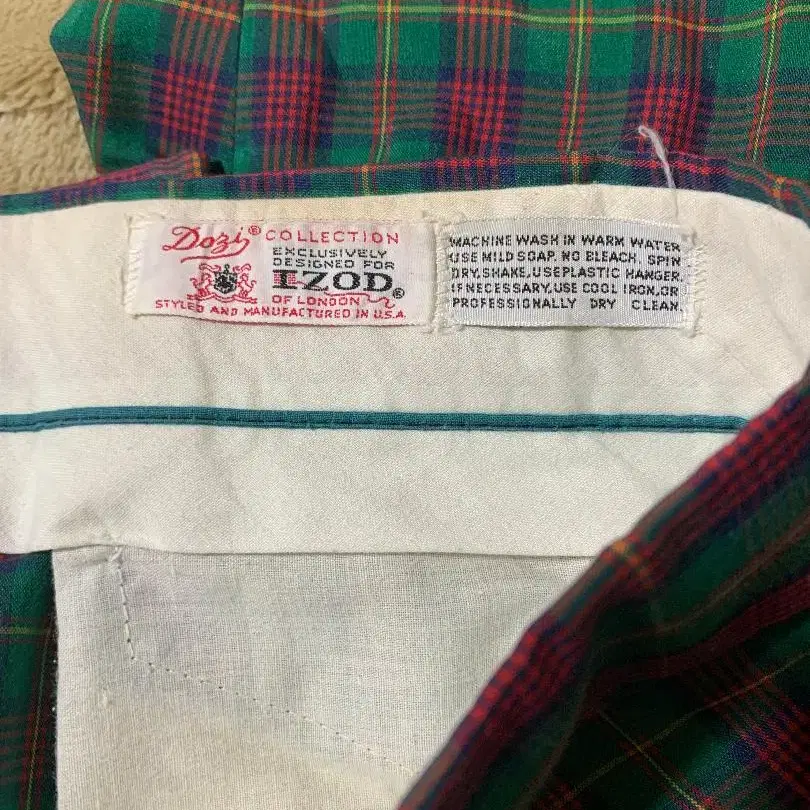 Dozi® COLLECTION
EXCLUSIVELY
DESIGNED FOR
IZOD®
OF LONDON
STYLED AND MANUFACTURED IN U.S.A.
MACHINE WASH IN WARM WATER
USE MILD SOAP. NO BLEACH. SPIN
DRY, SHAKE, USE PLASTIC HANGER.
IF NECESSARY, USE COOL IRON, OR
PROFESSIONALLY DRY CLEAN.